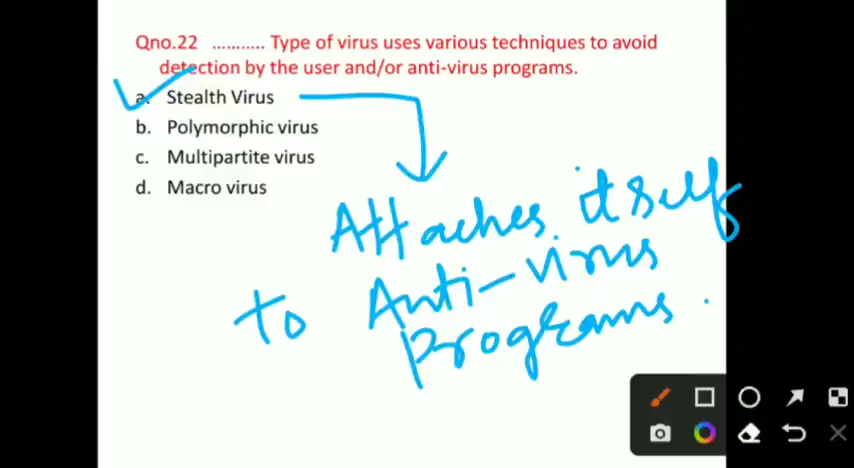 Qno.22 ........... Type of virus uses various techniques to avoid
detection by the user and/or anti-virus programs.
a. Stealth Virus
b. Polymorphic virus
c. Multipartite virus
d. Macro virus
Attaches itself
to Anti-virus
programs.